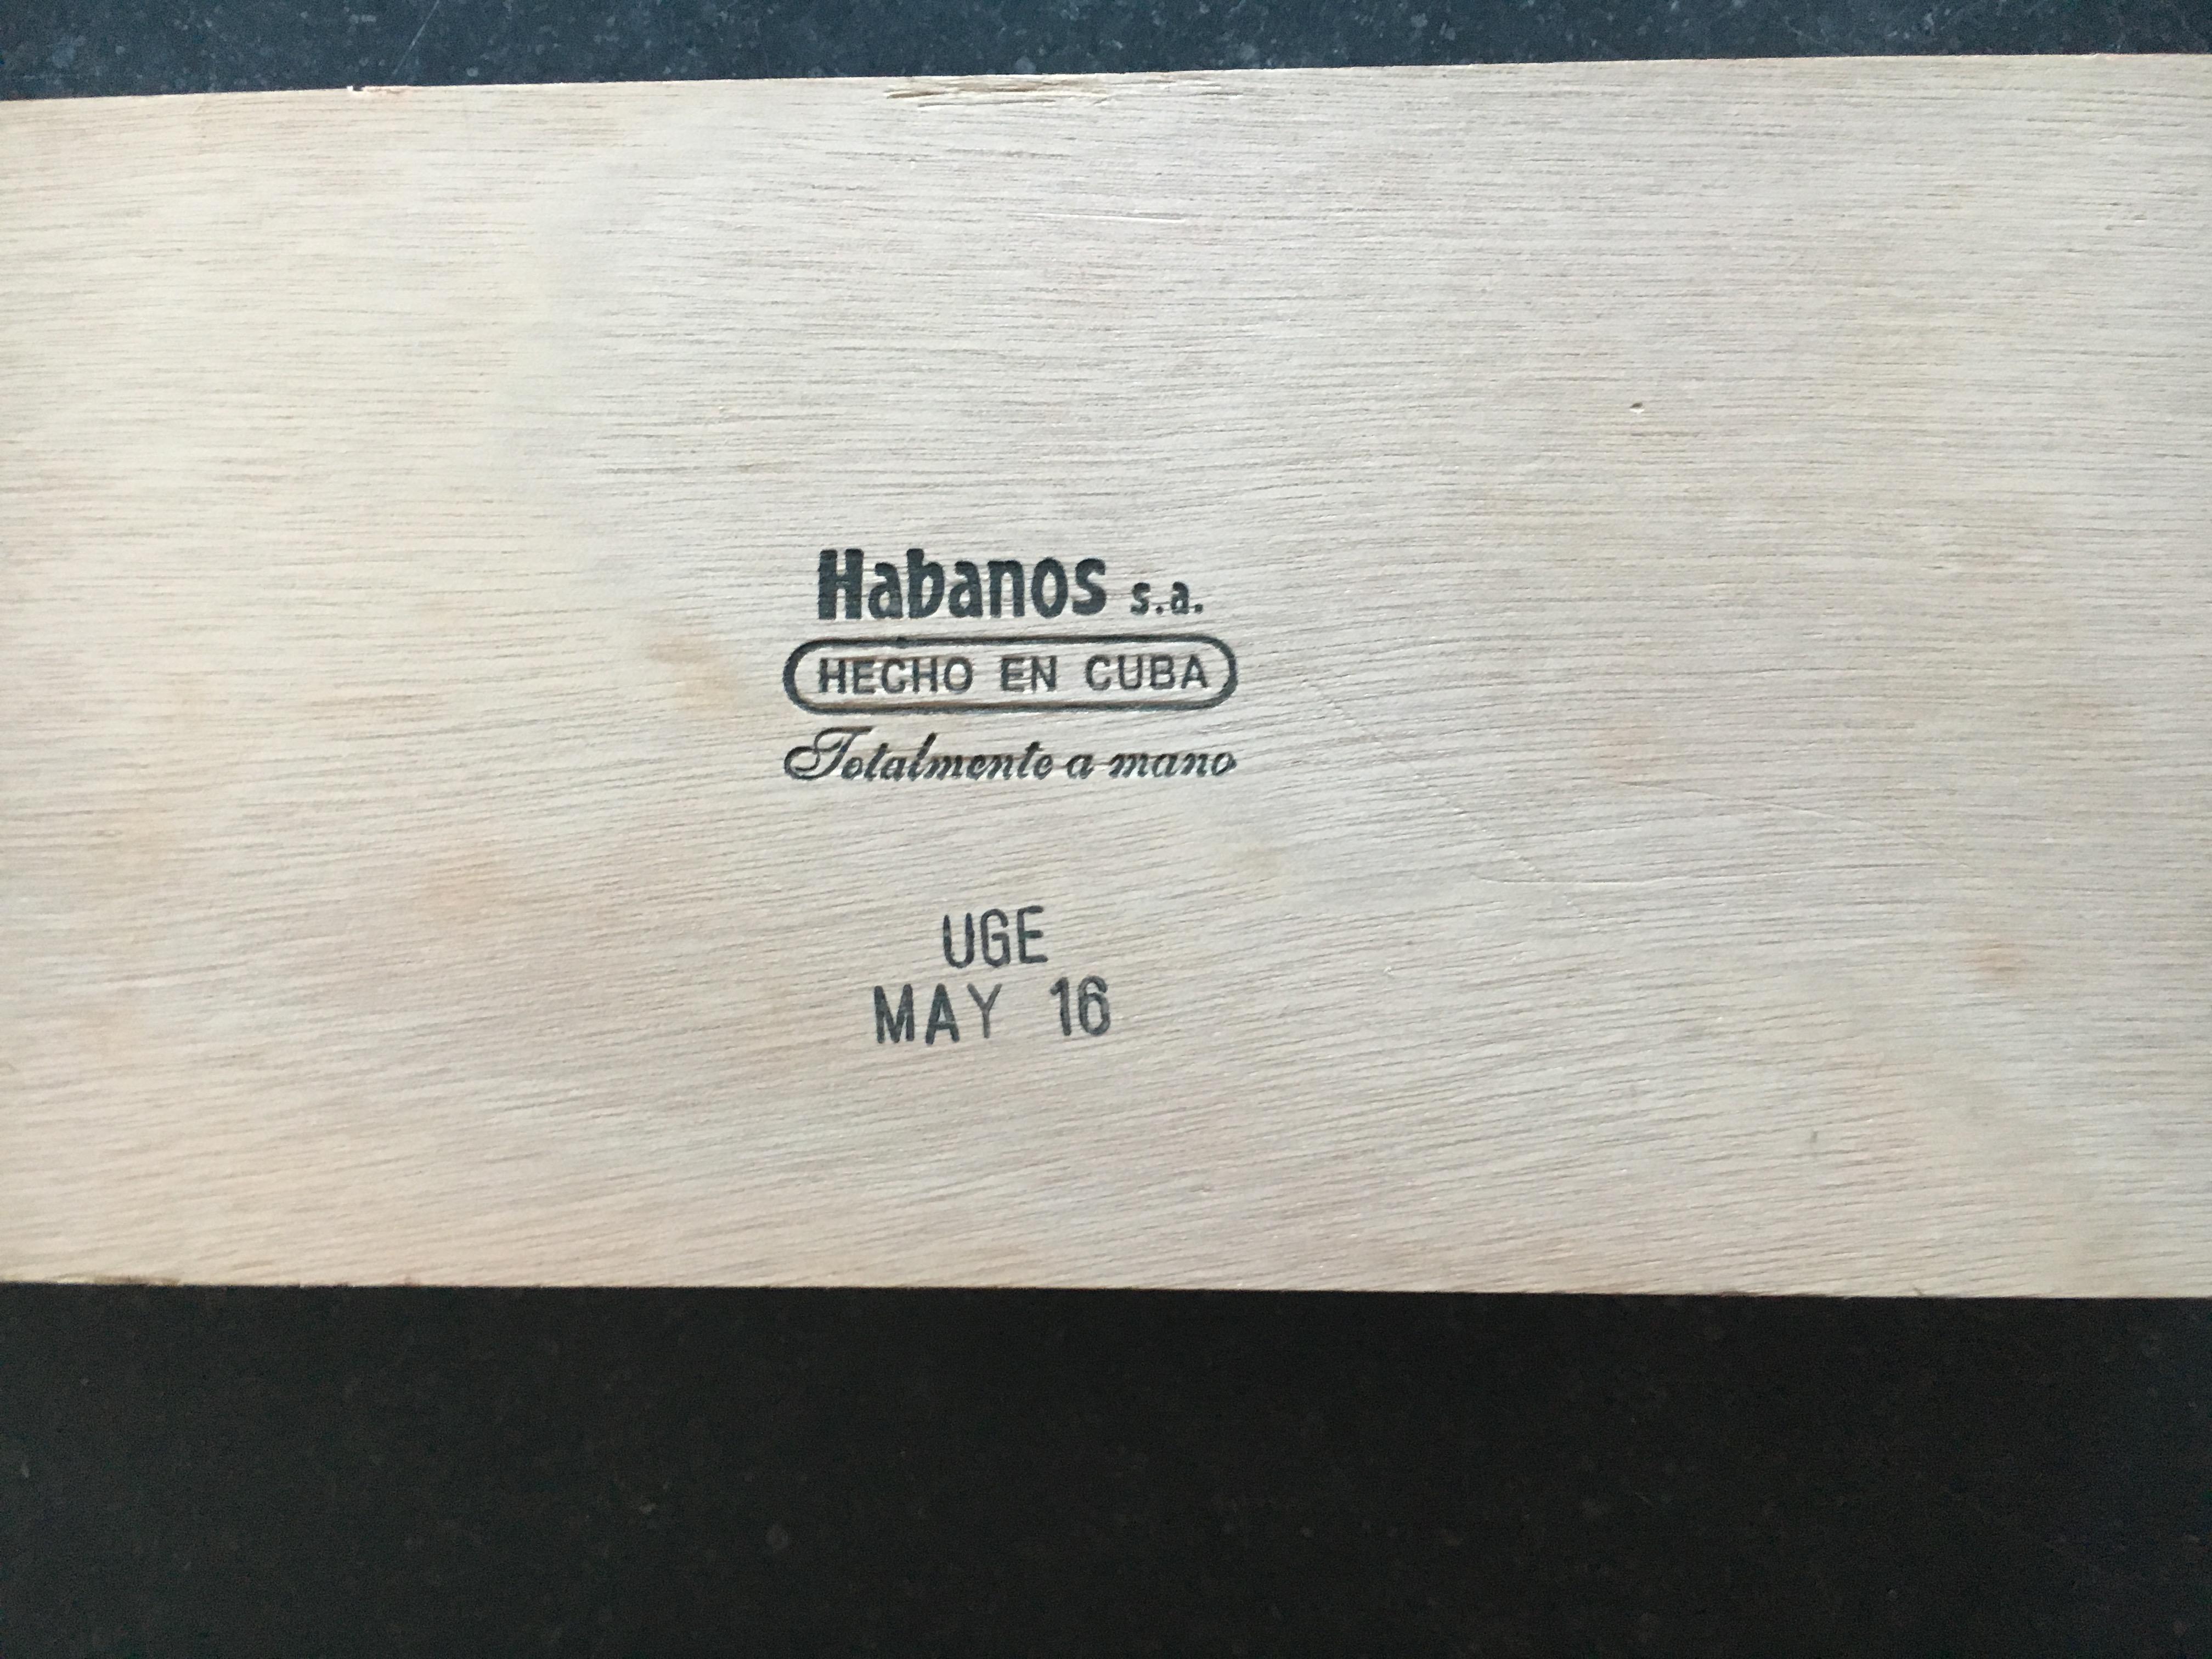 Habanos s.a.
HECHO EN CUBA
Totalmente a mano
UGE
MAY 16